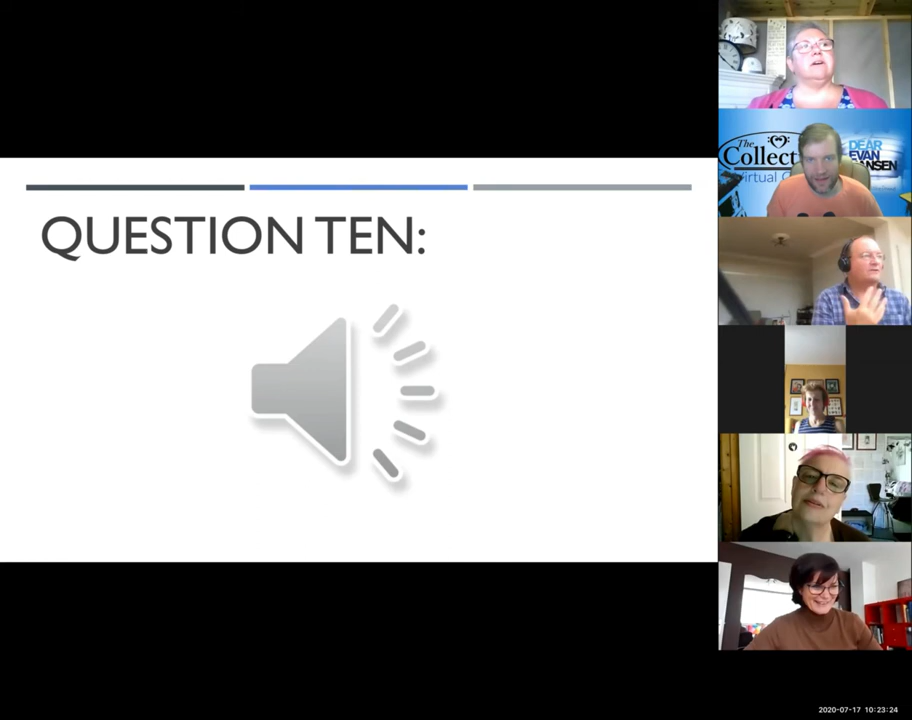 QUESTION TEN:
The
Collect
Virtual C
DEAR
EVAN
HANSEN
2020-07-17 10:23:24